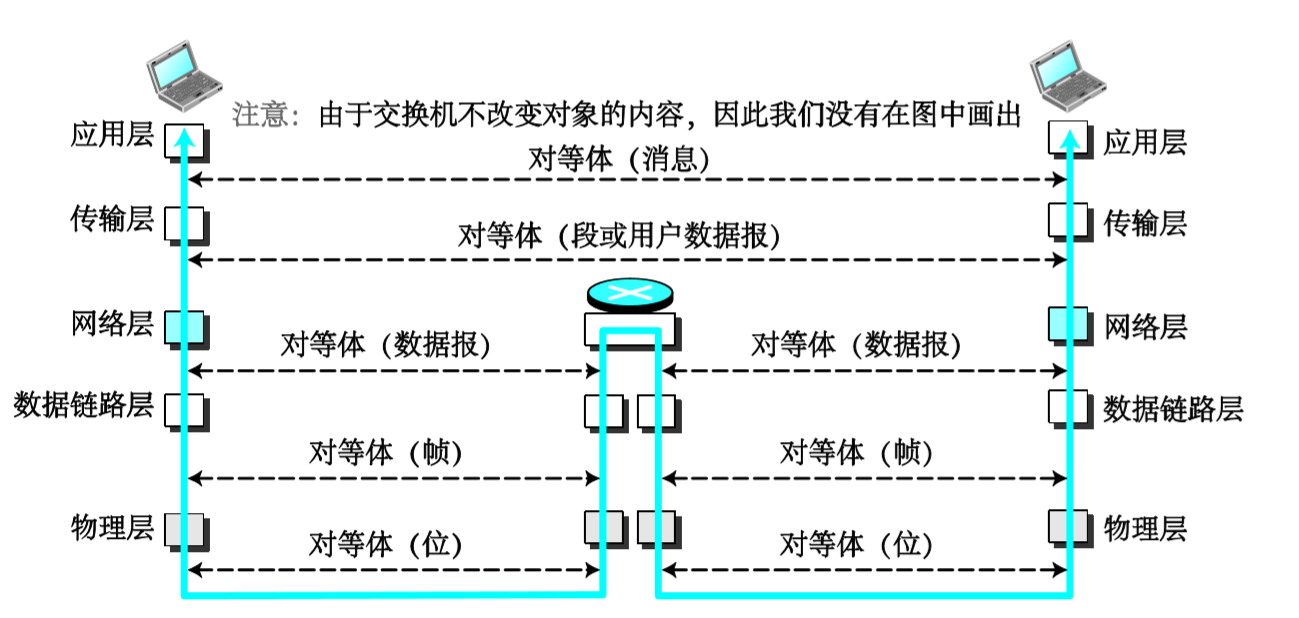 注意：由于交换机不改变对象的内容，因此我们没有在图中画出
应用层
应用层
对等体（消息）
传输层
传输层
对等体（段或用户数据报）
网络层
网络层
对等体（数据报）
对等体（数据报）
数据链路层
数据链路层
对等体（帧）
对等体（帧）
物理层
物理层
对等体（位）
对等体（位）